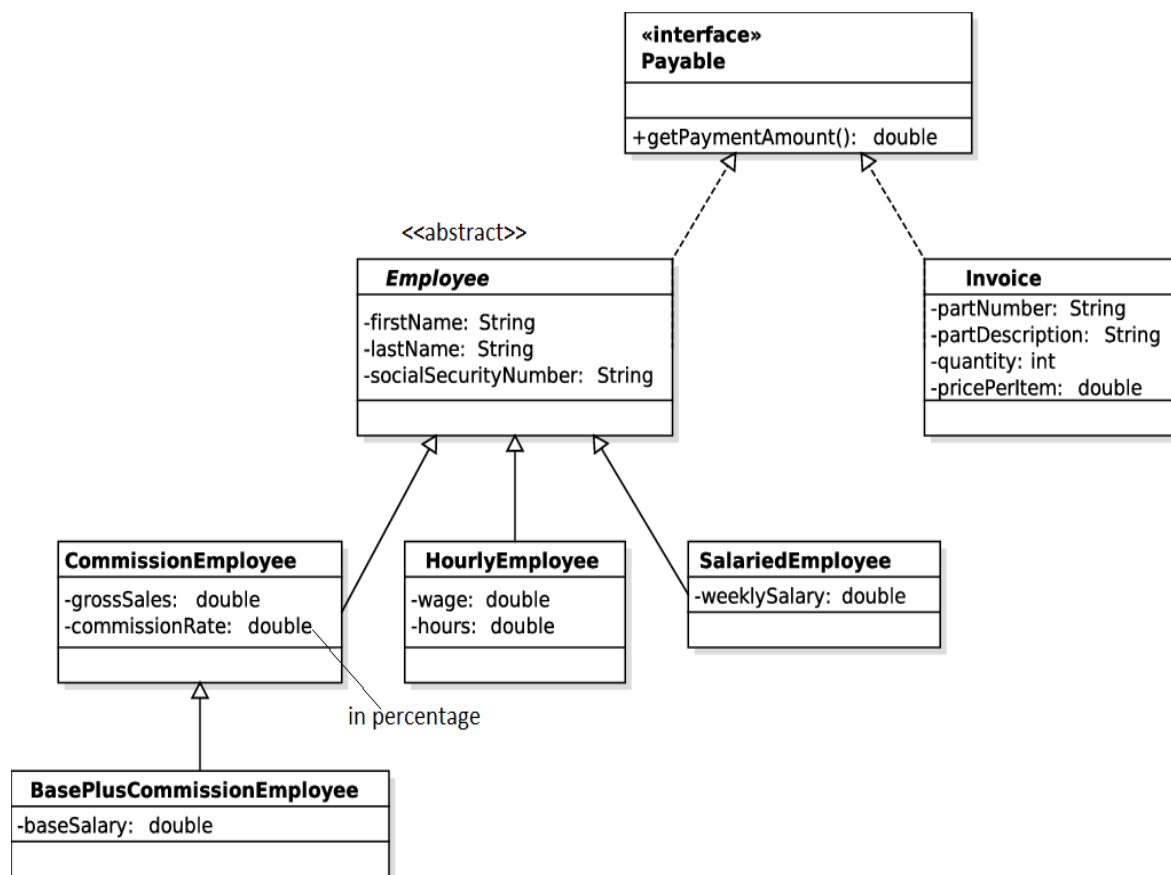 «interface»
Payable
+getPaymentAmount(): double
<<abstract>>
Employee
-firstName: String
-lastName: String
-socialSecurityNumber: String
Invoice
-partNumber: String
-partDescription: String
-quantity: int
-pricePerItem: double
CommissionEmployee
-grossSales: double
-commissionRate: double
HourlyEmployee
-wage: double
-hours: double
SalariedEmployee
-weeklySalary: double
in percentage
BasePlusCommissionEmployee
-baseSalary: double